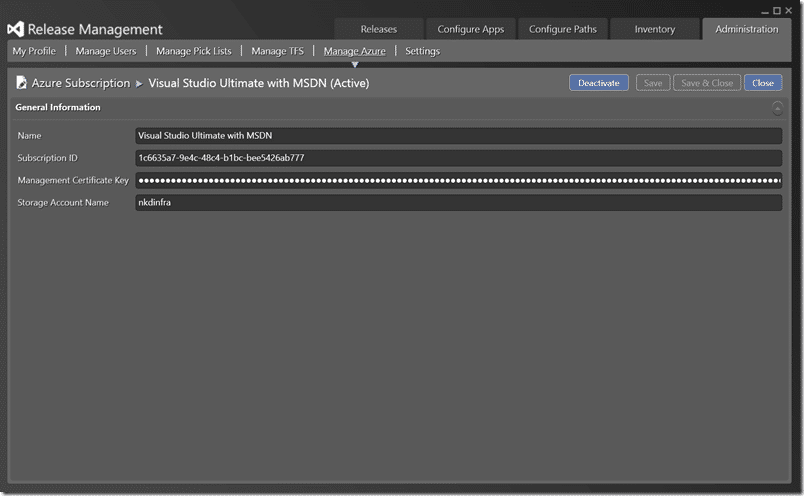 Release Management
Releases
Configure Apps
Configure Paths
Inventory
Administration
My Profile
Manage Users
Manage Pick Lists
Manage TFS
Manage Azure
Settings
Azure Subscription ▸ Visual Studio Ultimate with MSDN (Active)
Deactivate
Save
Save & Close
Close
General Information
Name
Visual Studio Ultimate with MSDN
Subscription ID
1c6635a7-9e4c-48c4-b1bc-bee5426ab777
Management Certificate Key
Storage Account Name
nkdinfra